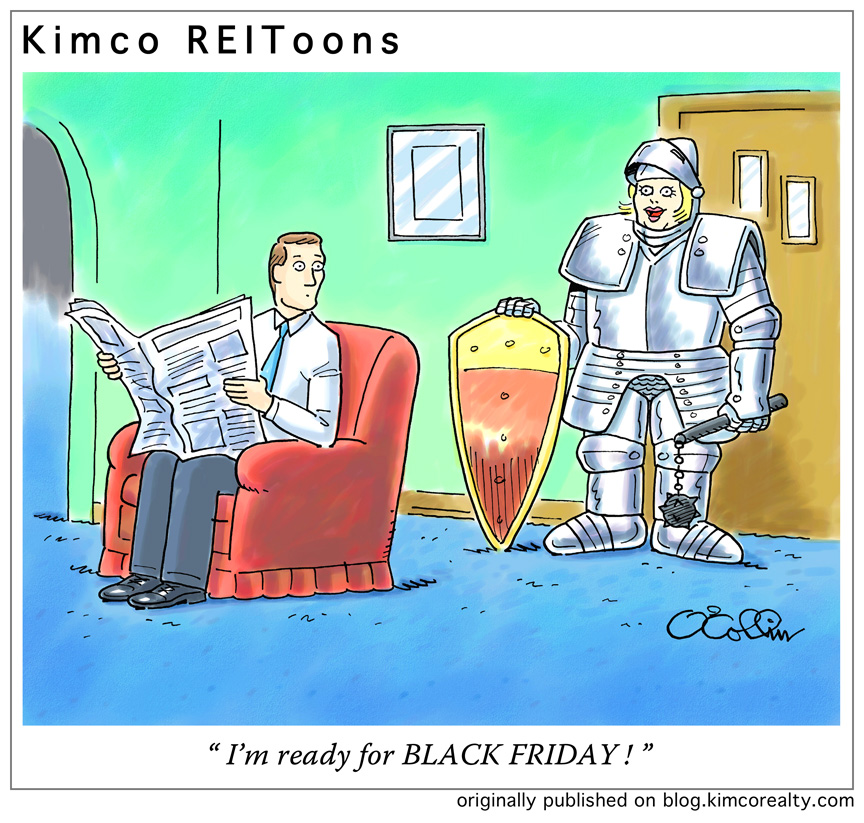 Kimco REIToons
“ I’m ready for BLACK FRIDAY ! ”
originally published on blog.kimcorealty.com